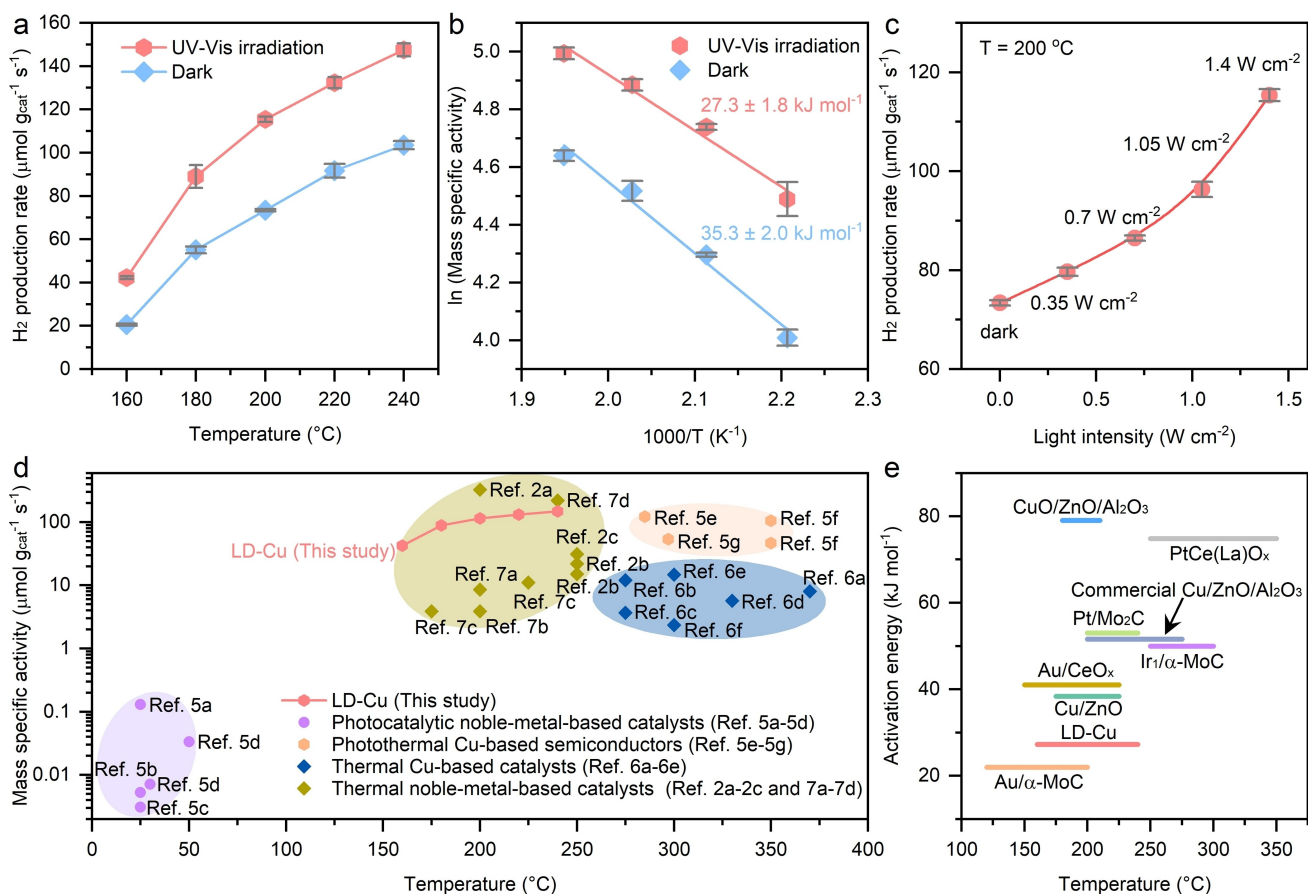 a
H2 production rate (μmol gcat⁻¹ s⁻¹)
160
140
120
100
80
60
40
20
0
UV-Vis irradiation
Dark
160 180 200 220 240
Temperature (°C)
b
ln (Mass specific activity)
5.0
4.8
4.6
4.4
4.2
4.0
UV-Vis irradiation
Dark
27.3 ± 1.8 kJ mol⁻¹
35.3 ± 2.0 kJ mol⁻¹
1.9 2.0 2.1 2.2 2.3
1000/T (K⁻¹)
c
H2 production rate (μmol gcat⁻¹ s⁻¹)
120
100
80
60
T = 200 °C
1.4 W cm⁻²
1.05 W cm⁻²
0.7 W cm⁻²
0.35 W cm⁻²
dark
0.0 0.5 1.0 1.5
Light intensity (W cm⁻²)
d
Mass specific activity (μmol gcat⁻¹ s⁻¹)
100
10
1
0.1
0.01
Ref. 2a
Ref. 7d
LD-Cu (This study)
Ref. 2c
Ref. 2b
Ref. 2b
Ref. 7a
Ref. 7c
Ref. 7c
Ref. 7b
Ref. 5e
Ref. 5f
Ref. 5g
Ref. 5f
Ref. 6e
Ref. 6a
Ref. 6b
Ref. 6d
Ref. 6c
Ref. 6f
Ref. 5a
Ref. 5d
Ref. 5b
Ref. 5d
Ref. 5c
LD-Cu (This study)
Photocatalytic noble-metal-based catalysts (Ref. 5a-5d)
Photothermal Cu-based semiconductors (Ref. 5e-5g)
Thermal Cu-based catalysts (Ref. 6a-6e)
Thermal noble-metal-based catalysts (Ref. 2a-2c and 7a-7d)
0 50 100 150 200 250 300 350 400
Temperature (°C)
e
Activation energy (kJ mol⁻¹)
80
60
40
20
CuO/ZnO/Al2O3
PtCe(La)Ox
Commercial Cu/ZnO/Al2O3
Pt/Mo2C
Ir1/α-MoC
Au/CeOx
Cu/ZnO
LD-Cu
Au/α-MoC
100 150 200 250 300 350
Temperature (°C)